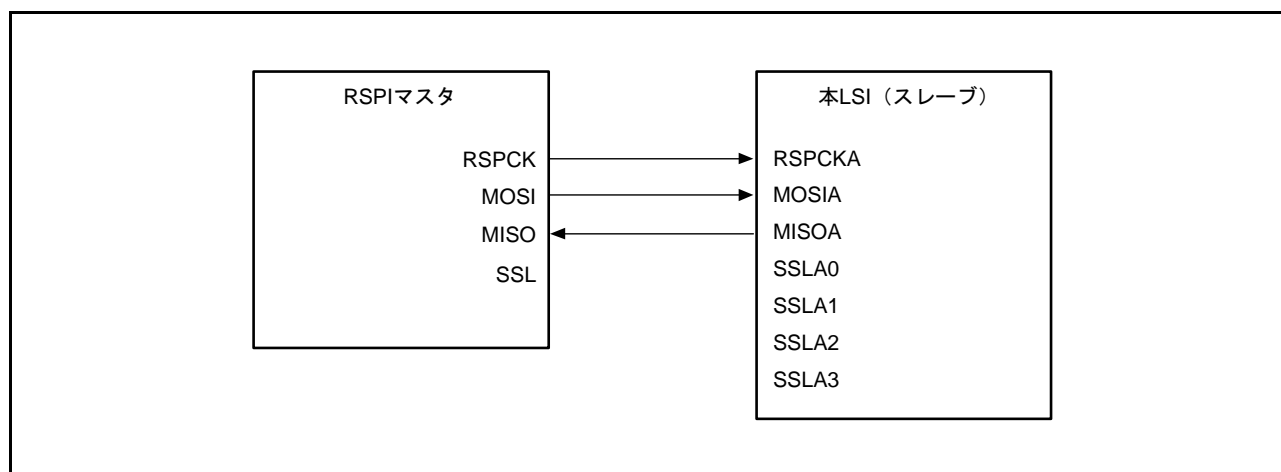 RSPIマスタ
RSPCK
MOSI
MISO
SSL
本LSI（スレーブ）
RSPCKA
MOSIA
MISOA
SSLA0
SSLA1
SSLA2
SSLA3